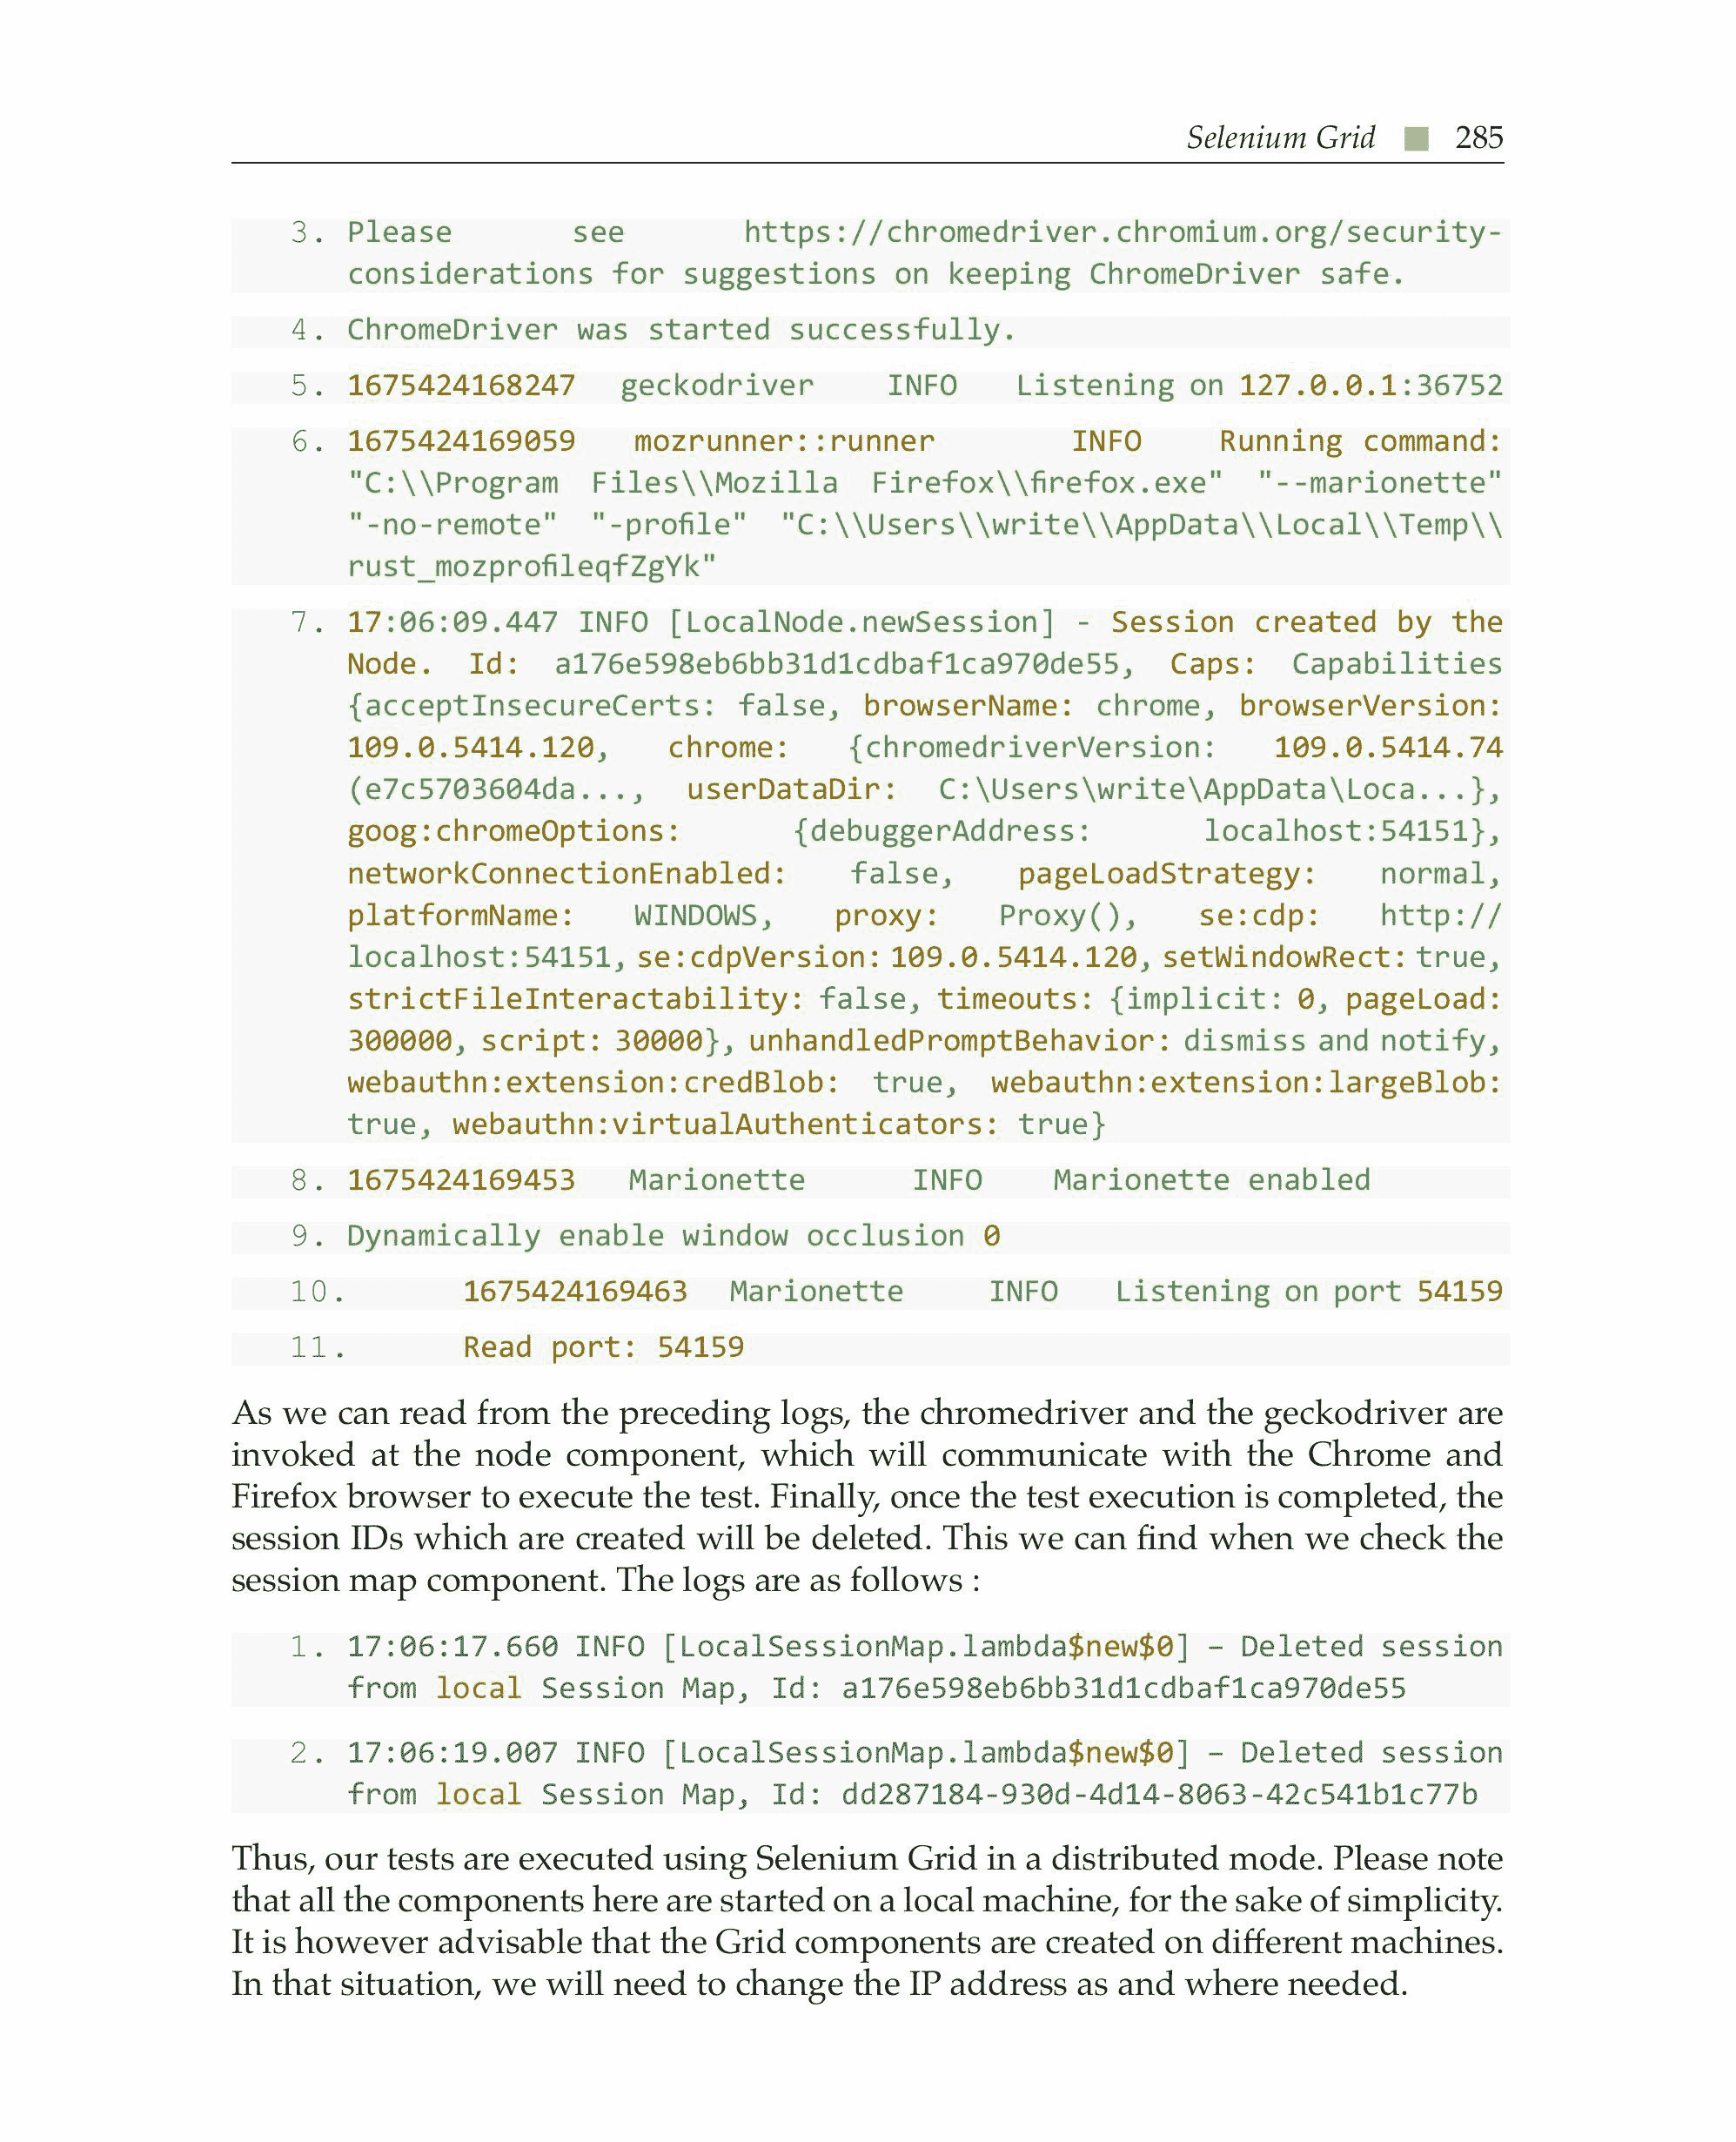 Selenium Grid 285
3. Please see https://chromedriver.chromium.org/security-
considerations for suggestions on keeping ChromeDriver safe.
4. ChromeDriver was started successfully.
5. 1675424168247 geckodriver INFO Listening on 127.0.0.1:36752
6. 1675424169059 mozrunner::runner INFO Running command:
"C:\\Program Files\\Mozilla Firefox\\firefox.exe" "--marionette"
"-no-remote" "-profile" "C:\\Users\\write\\AppData\\Local\\Temp\\
rust_mozprofileqfZgYk"
7. 17:06:09.447 INFO [LocalNode.newSession] - Session created by the
Node. Id: a176e598eb6bb31d1cdbaf1ca970de55, Caps: Capabilities
{acceptInsecureCerts: false, browserName: chrome, browserVersion:
109.0.5414.120, chrome: {chromedriverVersion: 109.0.5414.74
(e7c5703604da..., userDataDir: C:\Users\write\AppData\Loca...},
goog:chromeOptions: {debuggerAddress: localhost:54151},
networkConnectionEnabled: false, pageLoadStrategy: normal,
platformName: WINDOWS, proxy: Proxy(), se:cdp: http://
localhost:54151, se:cdpVersion: 109.0.5414.120, setWindowRect: true,
strictFileInteractability: false, timeouts: {implicit: 0, pageLoad:
300000, script: 30000}, unhandledPromptBehavior: dismiss and notify,
webauthn:extension:credBlob: true, webauthn:extension:largeBlob:
true, webauthn:virtualAuthenticators: true}
8. 1675424169453 Marionette INFO Marionette enabled
9. Dynamically enable window occlusion 0
10. 1675424169463 Marionette INFO Listening on port 54159
11. Read port: 54159
As we can read from the preceding logs, the chromedriver and the geckodriver are
invoked at the node component, which will communicate with the Chrome and
Firefox browser to execute the test. Finally, once the test execution is completed, the
session IDs which are created will be deleted. This we can find when we check the
session map component. The logs are as follows :
1. 17:06:17.660 INFO [LocalSessionMap.lambda$new$0] – Deleted session
from local Session Map, Id: a176e598eb6bb31d1cdbaf1ca970de55
2. 17:06:19.007 INFO [LocalSessionMap.lambda$new$0] – Deleted session
from local Session Map, Id: dd287184-930d-4d14-8063-42c541b1c77b
Thus, our tests are executed using Selenium Grid in a distributed mode. Please note
that all the components here are started on a local machine, for the sake of simplicity.
It is however advisable that the Grid components are created on different machines.
In that situation, we will need to change the IP address as and where needed.